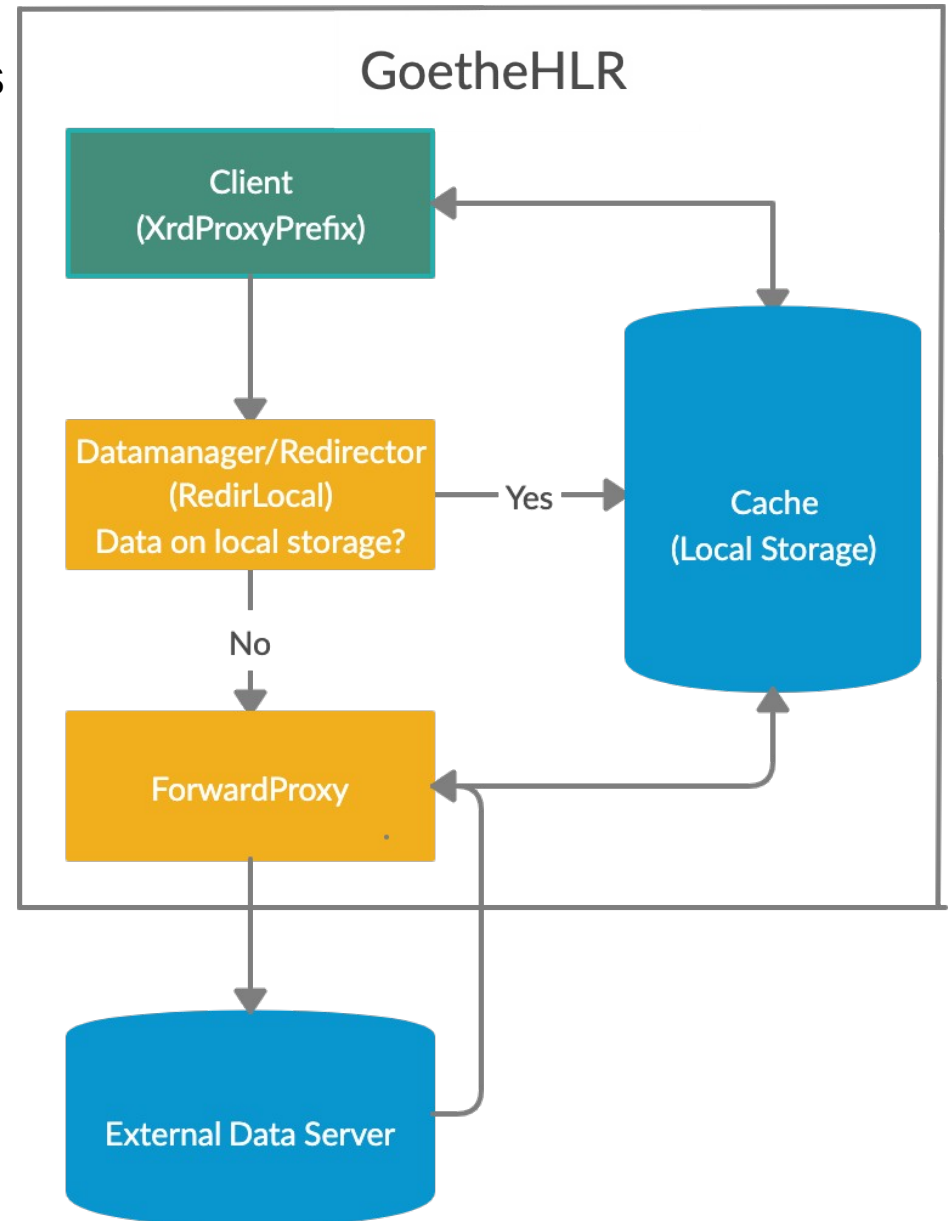 s
GoetheHLR
Client
(XrdProxyPrefix)
Datamanager/Redirector
(RedirLocal)
Data on local storage?
Yes
Cache
(Local Storage)
No
ForwardProxy
External Data Server